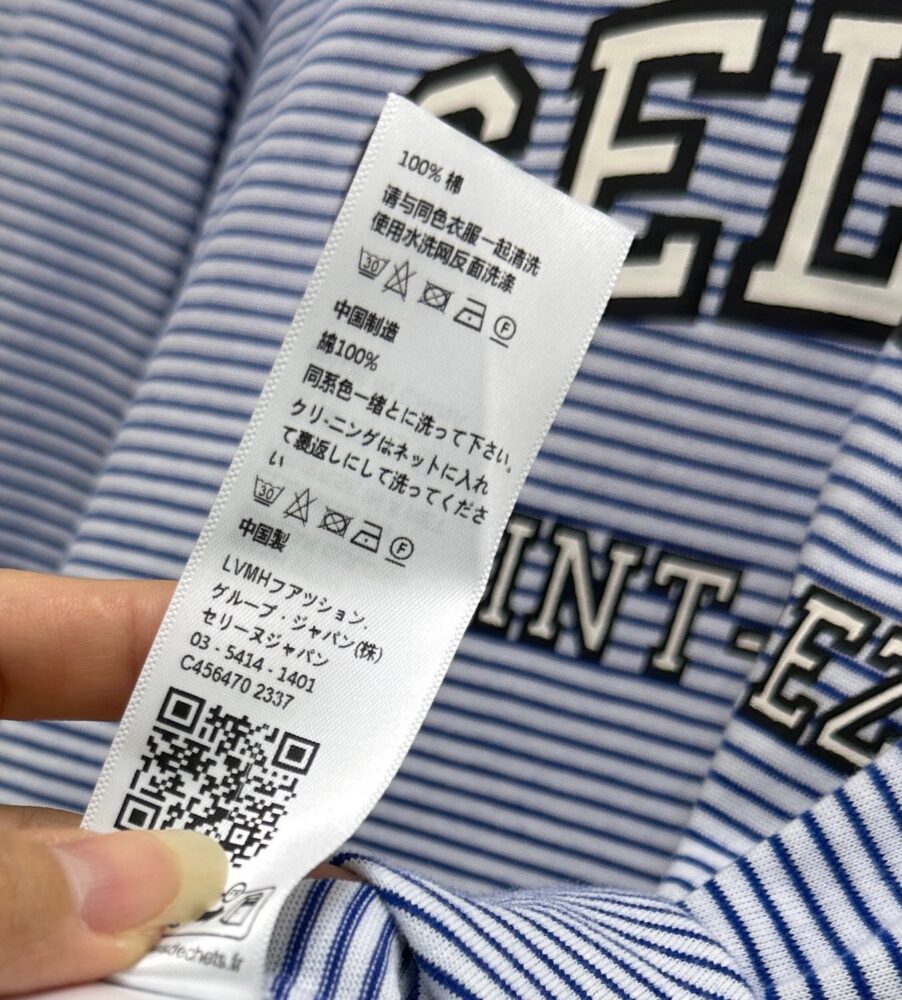 CEL
INT-EZ
100% 棉
请与同色衣服一起清洗
使用水洗网反面洗涤
30 F
中国制造
綿100%
同系色一緒とに洗って下さい。
クリ-ニングはネットに入れ
て裏返しにして洗ってくださ
い
30 F
中国製
LVMHファッション.
グループ・ジャパン(株)
セリーヌジャパン
03 - 5414 - 1401
C456470 2337
sdechets.fr